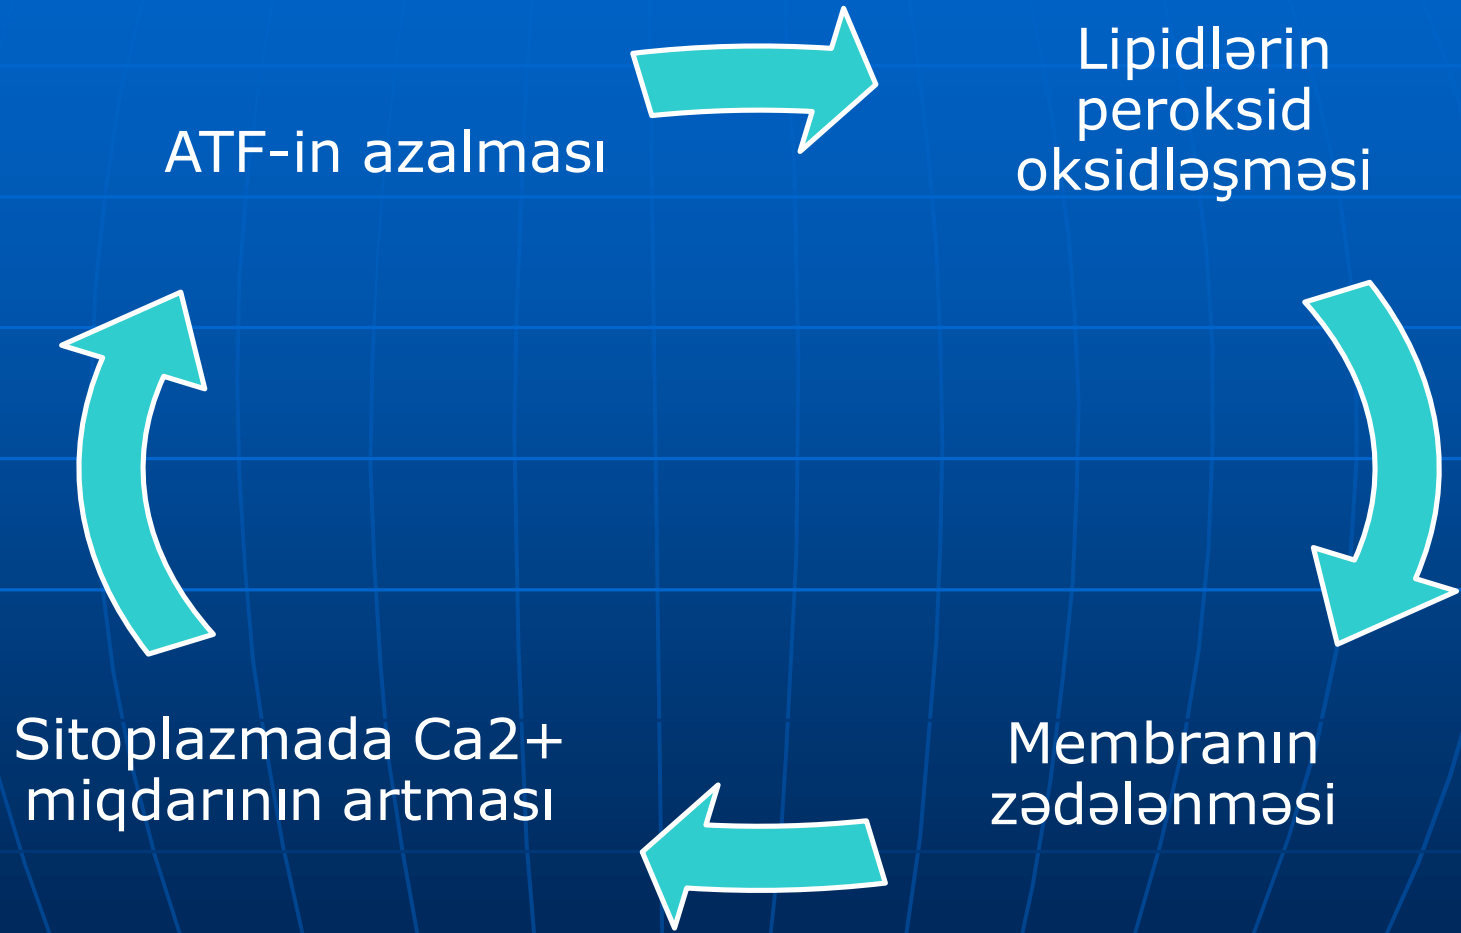 ATF-in azalması
Lipidlərin
peroksid
oksidləşməsi
Membranın
zədələnməsi
Sitoplazmada Ca2+
miqdarının artması